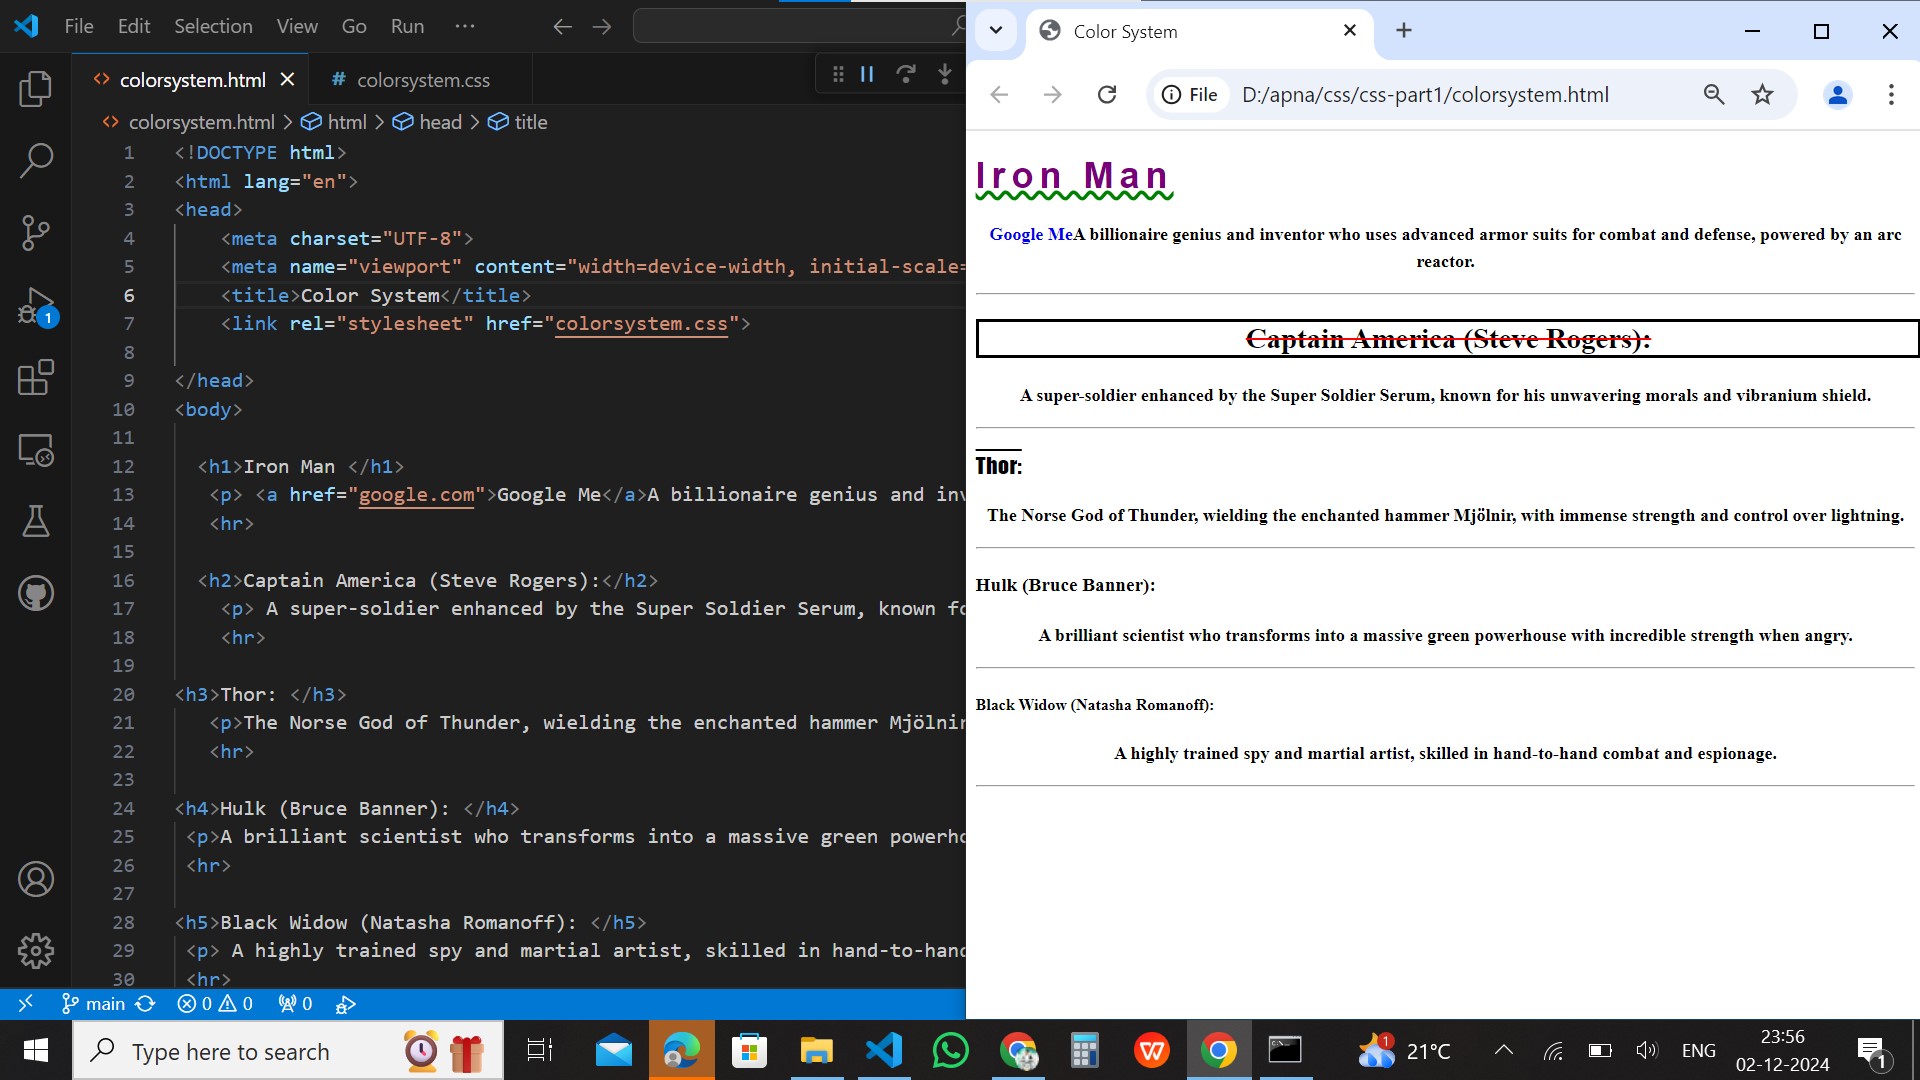 File Edit Selection View Go Run ···
colorsystem.html
# colorsystem.css
colorsystem.html > html > head > title
1 <!DOCTYPE html>
2 <html lang="en">
3 <head>
4 <meta charset="UTF-8">
5 <meta name="viewport" content="width=device-width, initial-scale=
6 <title>Color System</title>
7 <link rel="stylesheet" href="colorsystem.css">
8
9 </head>
10 <body>
11
12 <h1>Iron Man </h1>
13 <p> <a href="google.com">Google Me</a>A billionaire genius and inv
14 <hr>
15
16 <h2>Captain America (Steve Rogers):</h2>
17 <p> A super-soldier enhanced by the Super Soldier Serum, known fo
18 <hr>
19
20 <h3>Thor: </h3>
21 <p>The Norse God of Thunder, wielding the enchanted hammer Mjölnir
22 <hr>
23
24 <h4>Hulk (Bruce Banner): </h4>
25 <p>A brilliant scientist who transforms into a massive green powerho
26 <hr>
27
28 <h5>Black Widow (Natasha Romanoff): </h5>
29 <p> A highly trained spy and martial artist, skilled in hand-to-hand
30 <hr>
1
main 0 0 0
Color System
File D:/apna/css/css-part1/colorsystem.html
Iron Man
Google MeA billionaire genius and inventor who uses advanced armor suits for combat and defense, powered by an arc
reactor.
Captain America (Steve Rogers):
A super-soldier enhanced by the Super Soldier Serum, known for his unwavering morals and vibranium shield.
Thor:
The Norse God of Thunder, wielding the enchanted hammer Mjölnir, with immense strength and control over lightning.
Hulk (Bruce Banner):
A brilliant scientist who transforms into a massive green powerhouse with incredible strength when angry.
Black Widow (Natasha Romanoff):
A highly trained spy and martial artist, skilled in hand-to-hand combat and espionage.
Type here to search
1
21°C
ENG
23:56
02-12-2024
1